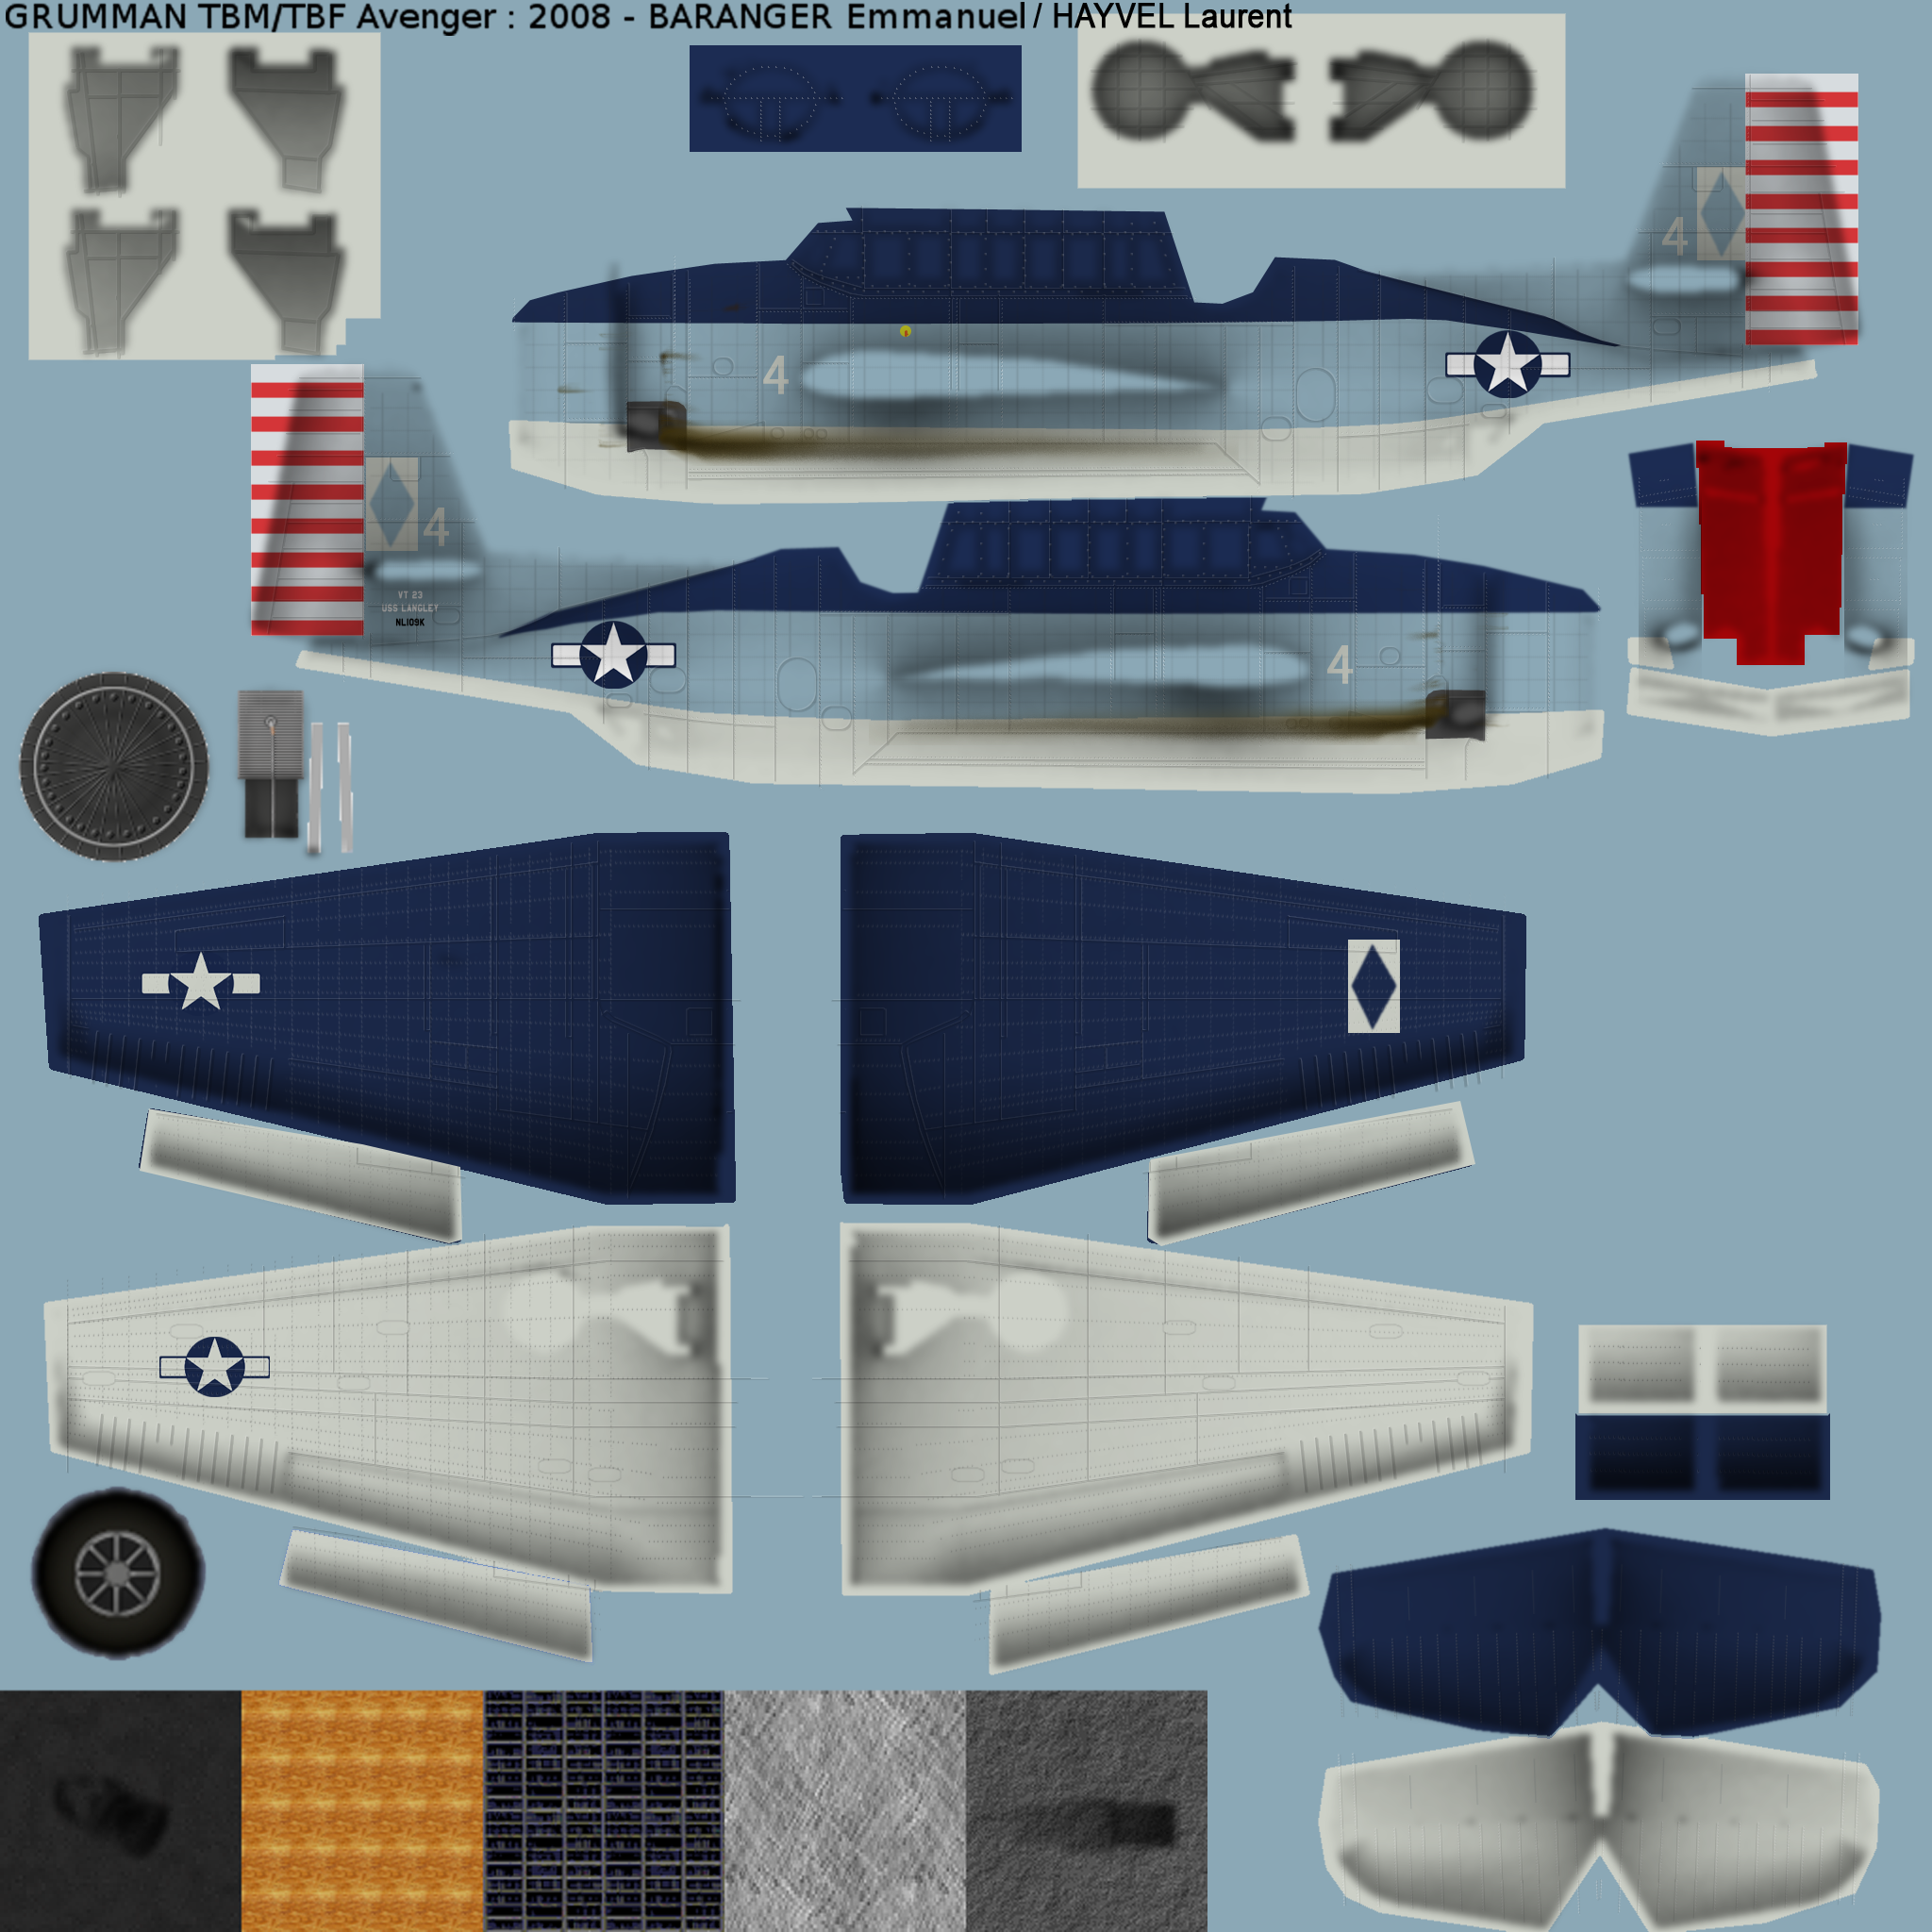 GRUMMAN TBM/TBF Avenger : 2008 - BARANGER Emmanuel / HAYVEL Laurent
4
4
4
4
VT 23
USS LANGLEY
NL109K